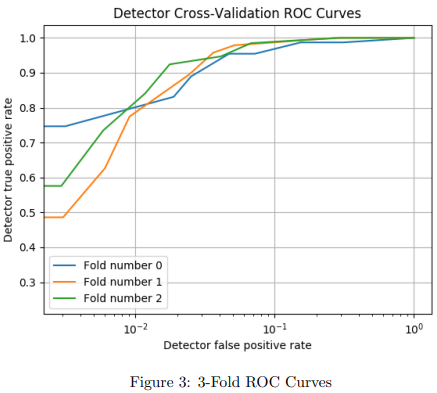 Detector Cross-Validation ROC Curves
1.0
0.9
0.8
0.7
0.6
0.5
0.4
0.3
Detector true positive rate
Fold number 0
Fold number 1
Fold number 2
10⁻² 10⁻¹ 10⁰
Detector false positive rate
Figure 3: 3-Fold ROC Curves